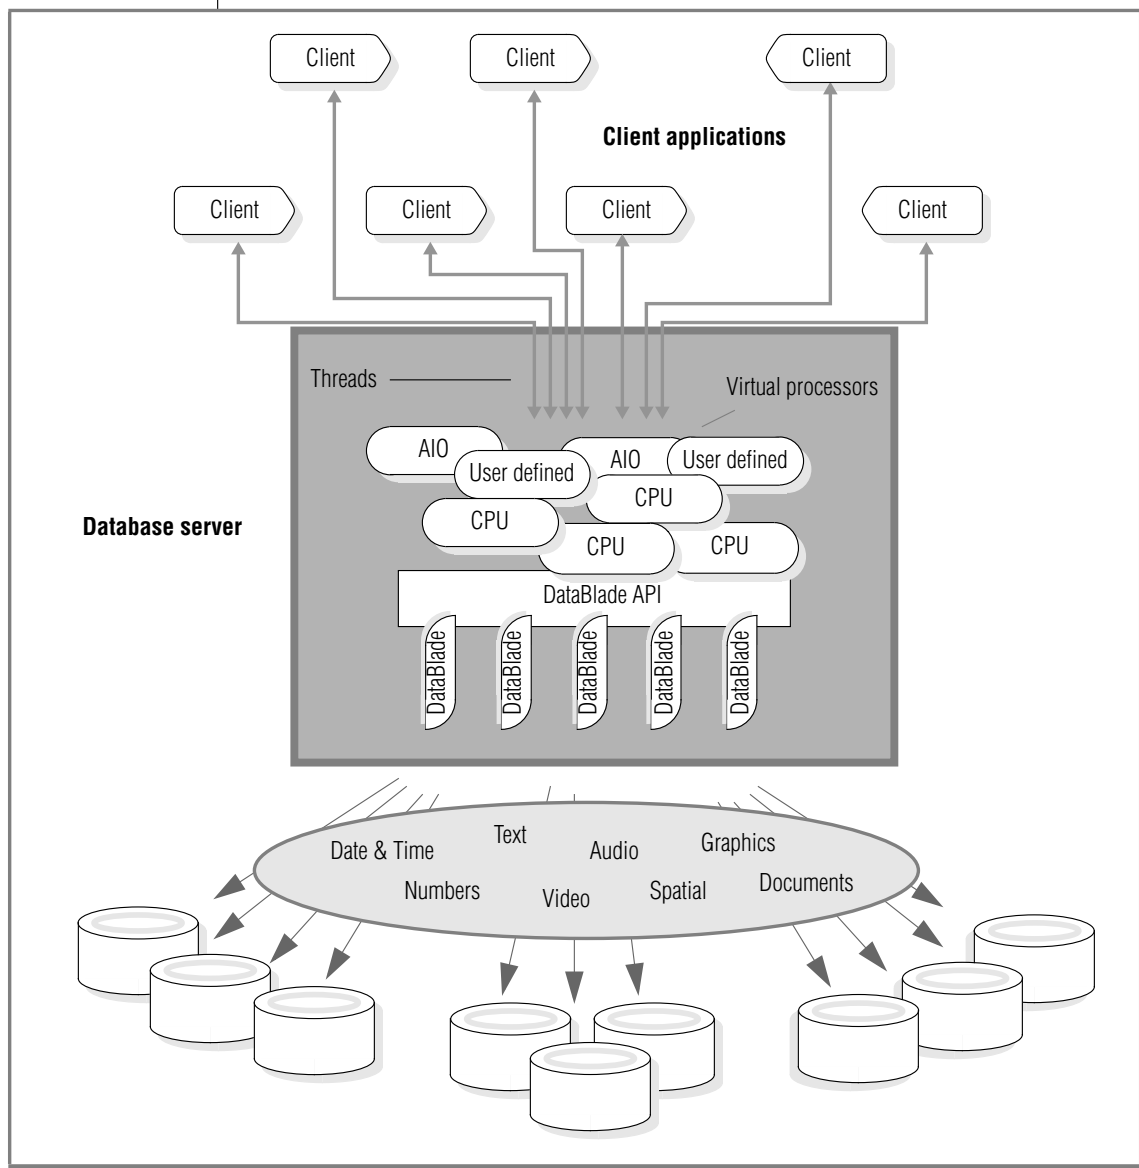 Client
Client
Client
Client applications
Client
Client
Client
Client
Threads
Virtual processors
AIO
User defined
AIO
User defined
CPU
CPU
CPU
CPU
Database server
DataBlade API
DataBlade
DataBlade
DataBlade
DataBlade
DataBlade
Date & Time
Text
Audio
Graphics
Numbers
Video
Spatial
Documents